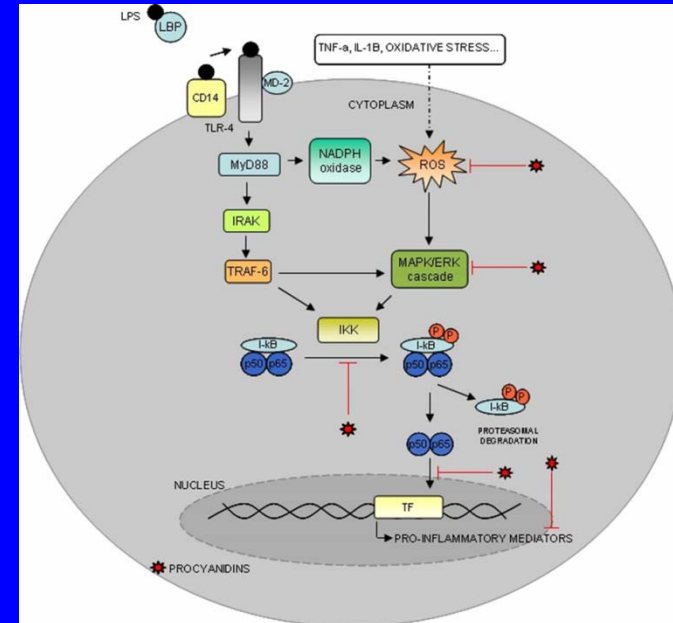 LPS
LBP
TNF-a, IL-1B, OXIDATIVE STRESS...
MD-2
CD14
CYTOPLASM
TLR-4
MyD88
NADPH
oxidase
ROS
IRAK
TRAF-6
MAPK/ERK
cascade
IKK
I-kB
p50 p65
P P
I-kB
p50 p65
P P
I-kB
PROTEASOMAL
DEGRADATION
p50 p65
NUCLEUS
TF
PRO-INFLAMMATORY MEDIATORS
PROCYANIDINS